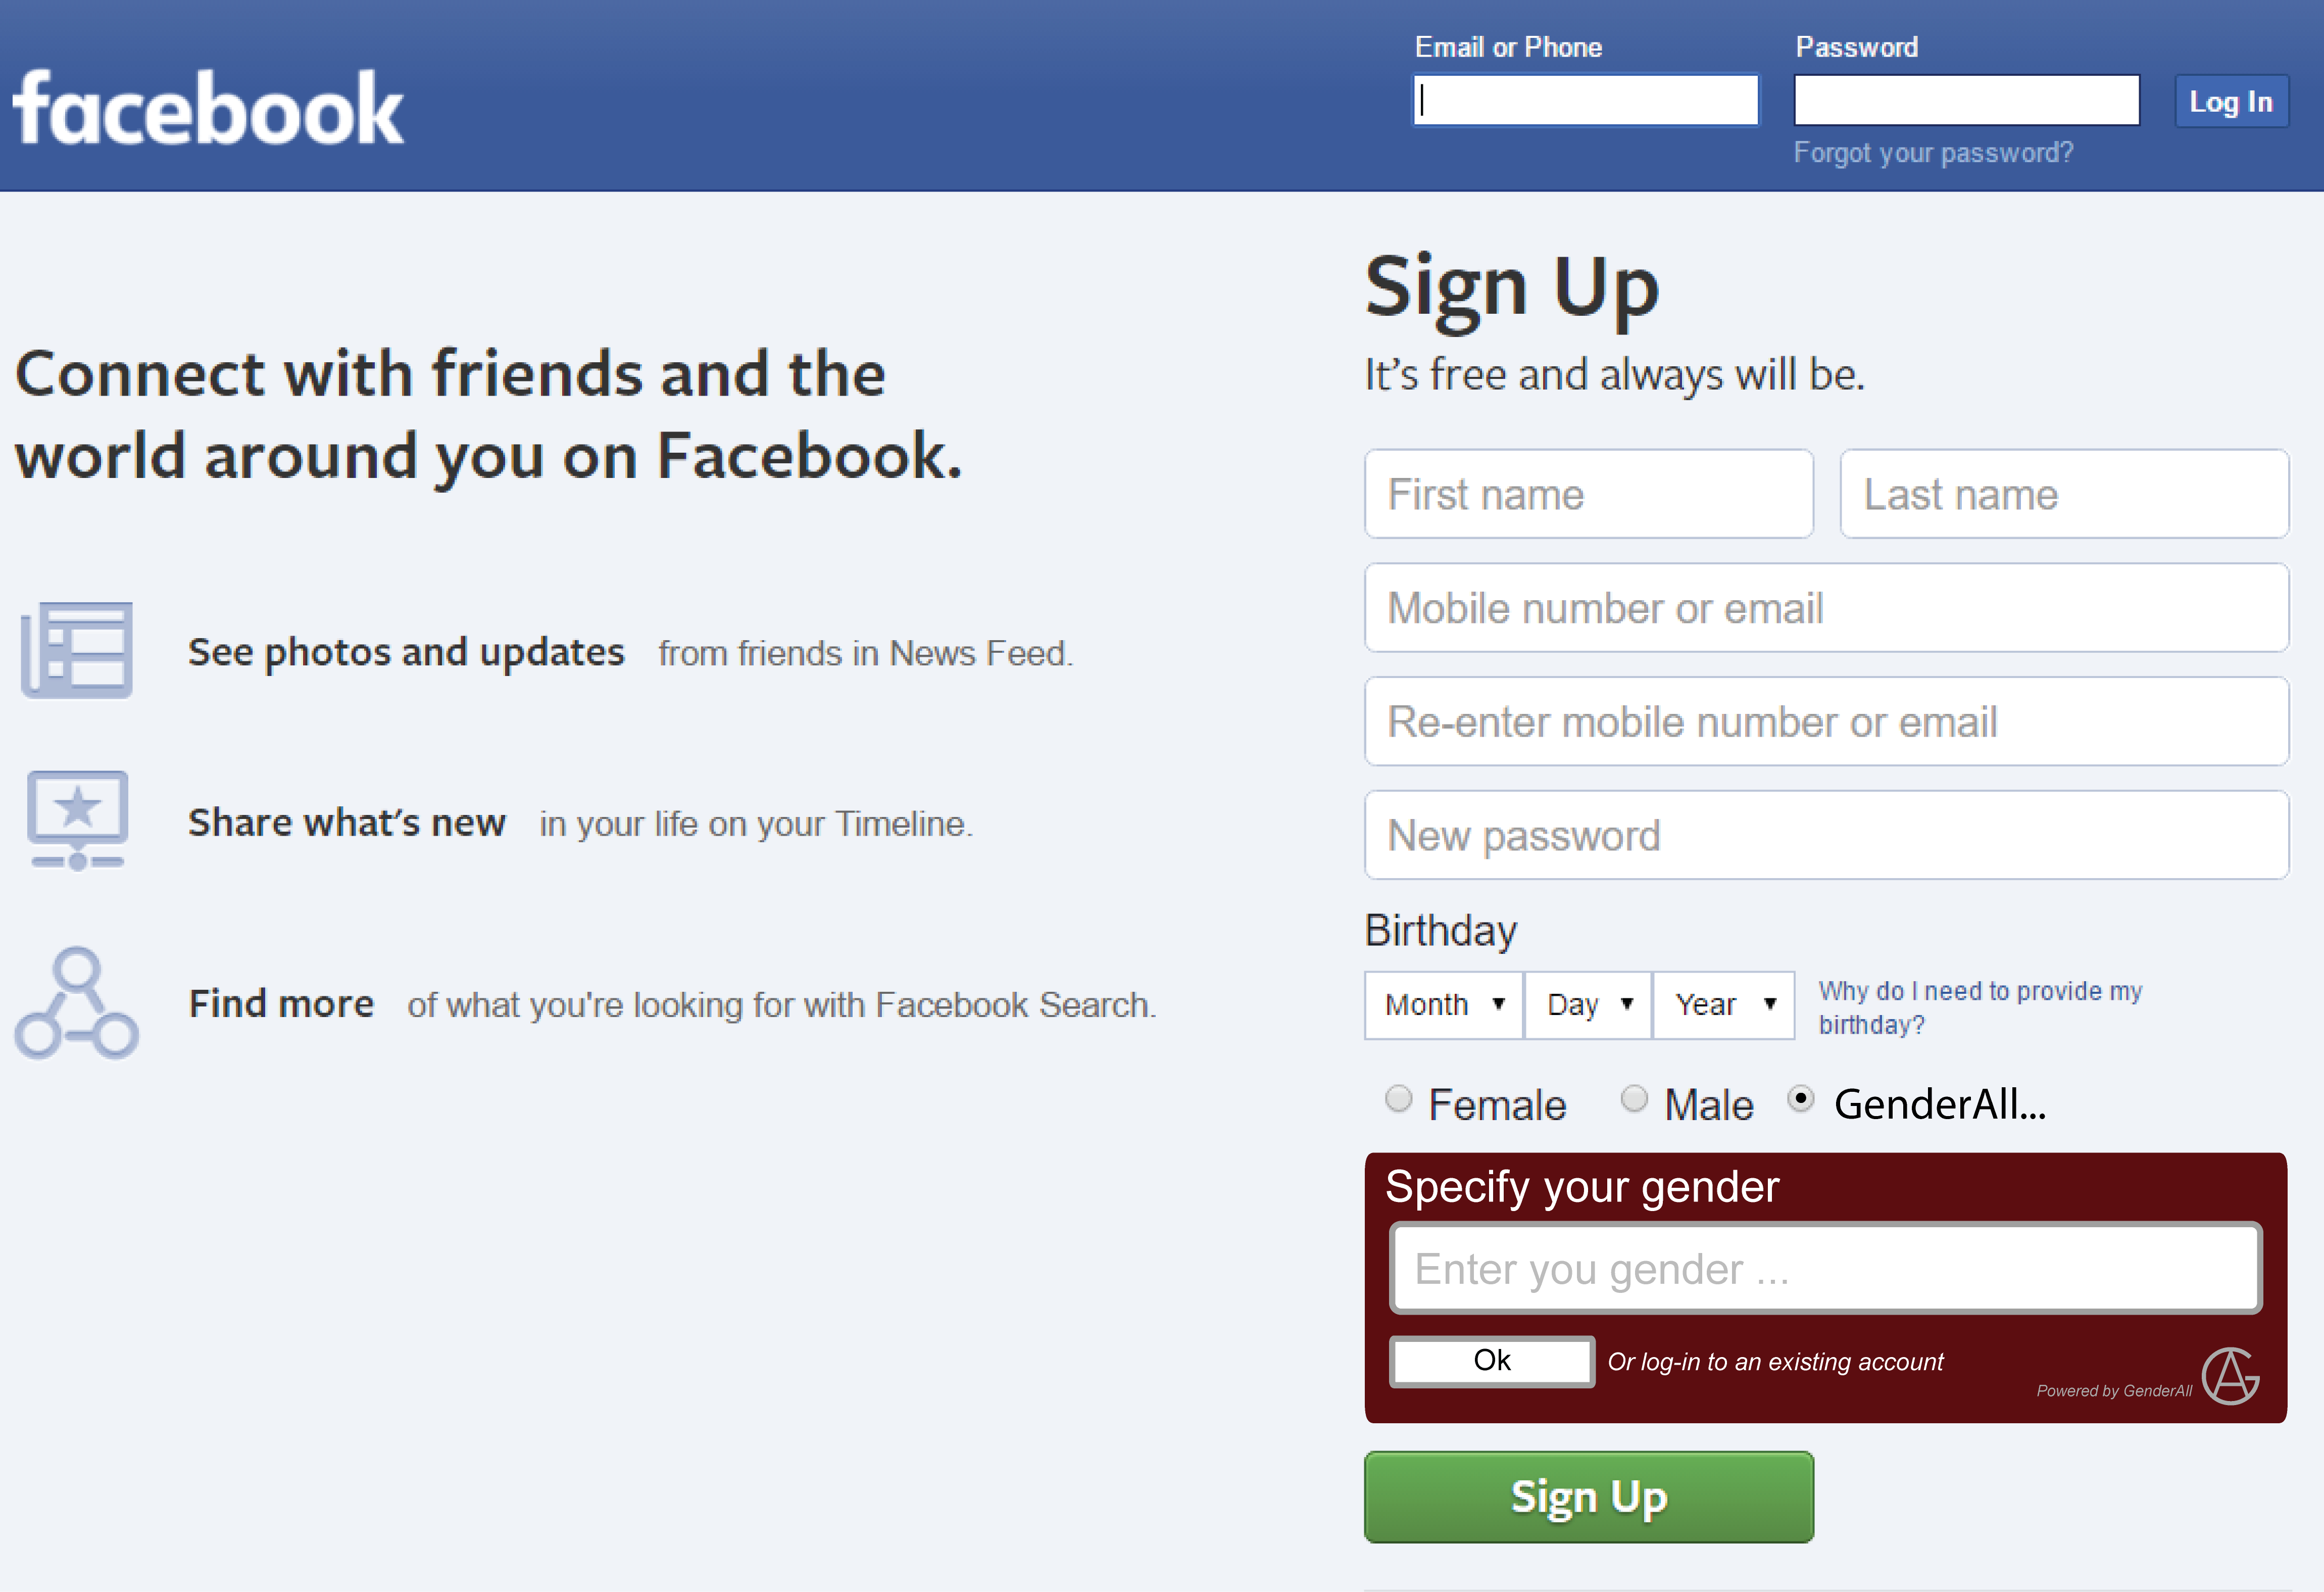 facebook
Email or Phone
Password
Log In
Forgot your password?
Connect with friends and the
world around you on Facebook.
See photos and updates from friends in News Feed.
Share what's new in your life on your Timeline.
Find more of what you're looking for with Facebook Search.
Sign Up
It's free and always will be.
First name
Last name
Mobile number or email
Re-enter mobile number or email
New password
Birthday
Month
Day
Year
Why do I need to provide my
birthday?
Female
Male
GenderAll...
Specify your gender
Enter you gender ...
Ok
Or log-in to an existing account
Powered by GenderAll
Sign Up